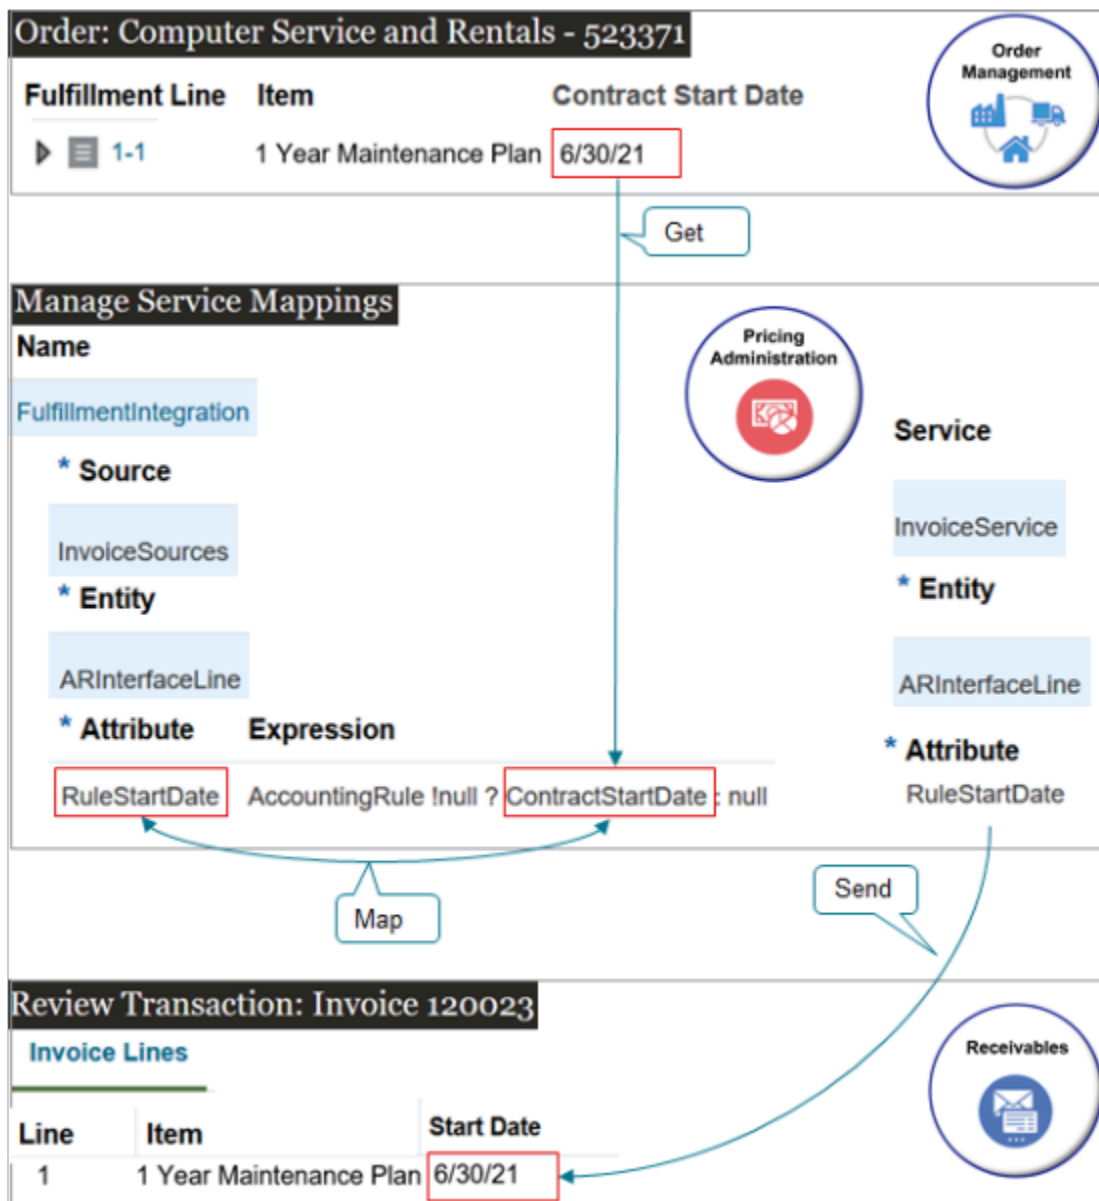 Order: Computer Service and Rentals - 523371
Order
Management
Fulfillment Line Item Contract Start Date
1-1 1 Year Maintenance Plan 6/30/21
Get
Manage Service Mappings
Name
Pricing
Administration
FulfillmentIntegration
Service
* Source
InvoiceSources
InvoiceService
* Entity
* Entity
ARInterfaceLine
ARInterfaceLine
* Attribute Expression
* Attribute
RuleStartDate AccountingRule !null ? ContractStartDate : null
RuleStartDate
Map
Send
Review Transaction: Invoice 120023
Invoice Lines
Receivables
Line Item Start Date
1 1 Year Maintenance Plan 6/30/21